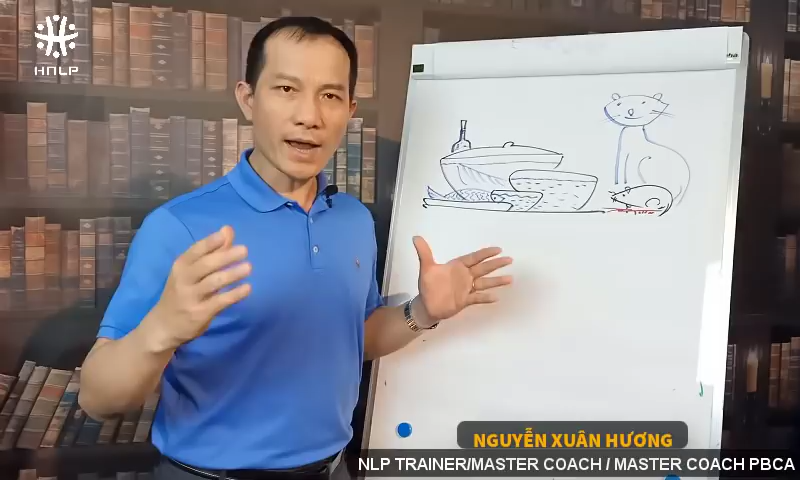 HNLP
NGUYỄN XUÂN HƯƠNG
NLP TRAINER/MASTER COACH / MASTER COACH PBCA